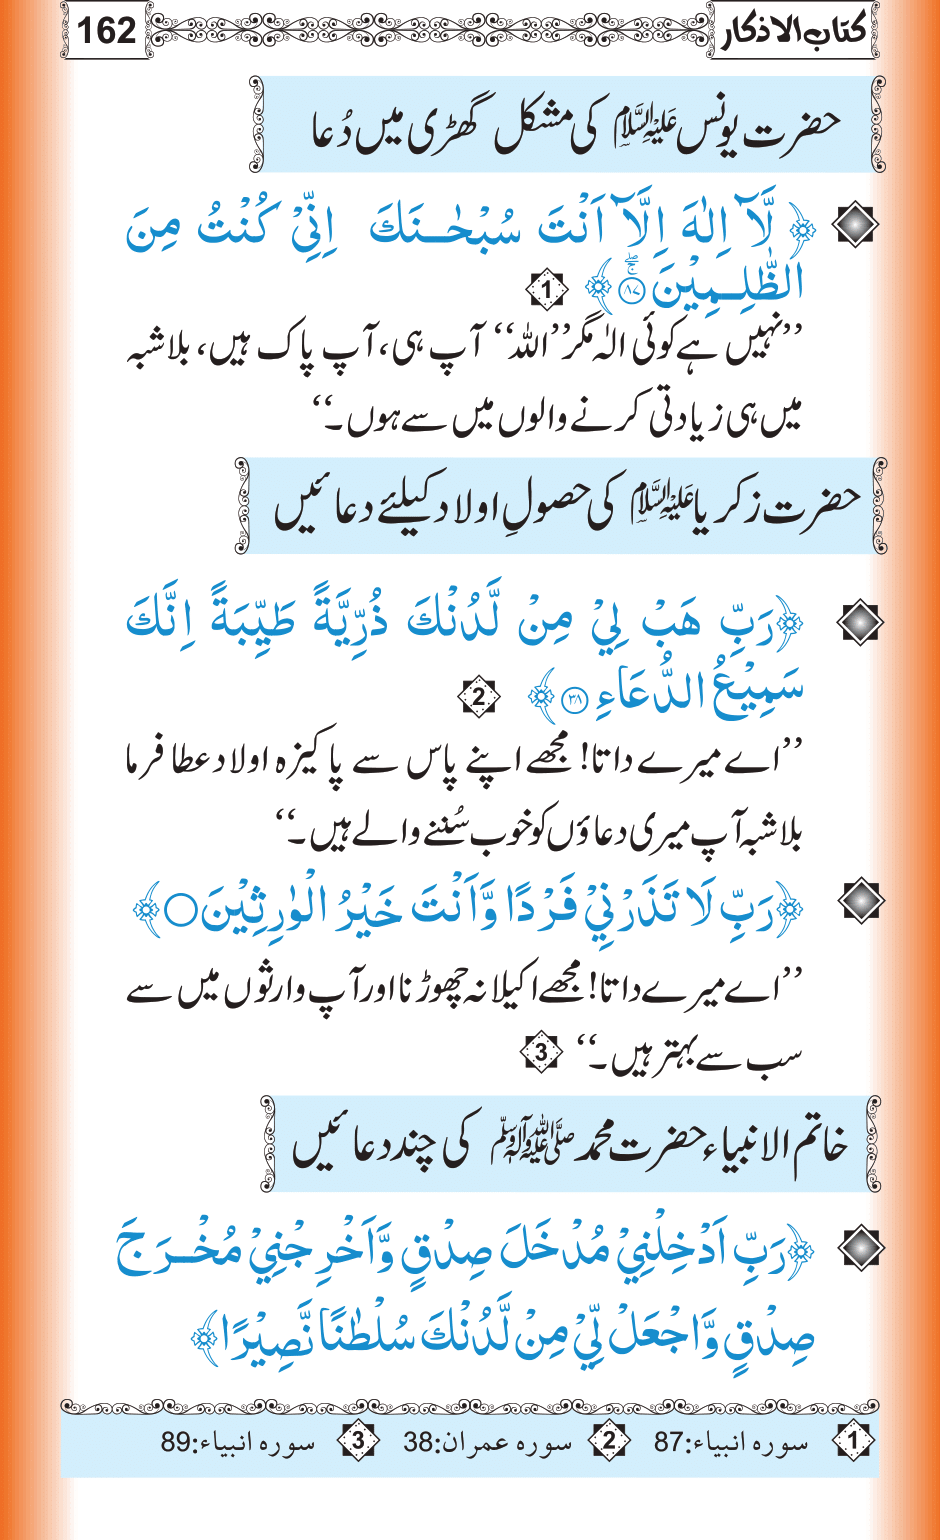 كتاب الاذكار 162
حضرت یونس علیہ السلام کی مشکل گھڑی میں دُعا
﴿لَّآ اِلٰهَ اِلَّآ اَنْتَ سُبْحٰنَكَ اِنِّيْ كُنْتُ مِنَ
الظّٰلِمِيْنَ ۝۸۷ ﴾ 1
’’نہیں ہے کوئی الٰہ مگر ’’اللہ‘‘ آپ ہی، آپ پاک ہیں، بلاشبہ
میں ہی زیادتی کرنے والوں میں سے ہوں۔‘‘
حضرت زکریا علیہ السلام کی حصولِ اولاد کیلئے دعائیں
﴿رَبِّ هَبْ لِيْ مِنْ لَّدُنْكَ ذُرِّيَّةً طَيِّبَةً اِنَّكَ
سَمِيْعُ الدُّعَاءِ ۝۳۸ ﴾ 2
’’اے میرے داتا! مجھے اپنے پاس سے پاکیزہ اولاد عطا فرما
بلاشبہ آپ میری دعاؤں کو خوب سُننے والے ہیں۔‘‘
﴿رَبِّ لَا تَذَرْنِيْ فَرْدًا وَّاَنْتَ خَيْرُ الْوٰرِثِيْنَ○﴾
’’اے میرے داتا! مجھے اکیلا نہ چھوڑنا اور آپ وارثوں میں سے
سب سے بہتر ہیں۔‘‘ 3
خاتم الانبیاء حضرت محمد صلی اللہ علیہ وآلہ وسلم کی چند دعائیں
﴿رَبِّ اَدْخِلْنِيْ مُدْخَلَ صِدْقٍ وَّاَخْرِجْنِيْ مُخْرَجَ
صِدْقٍ وَّاجْعَلْ لِّيْ مِنْ لَّدُنْكَ سُلْطٰنًا نَّصِيْرًا﴾
1 سورہ انبیاء:87 2 سورہ عمران:38 3 سورہ انبیاء:89